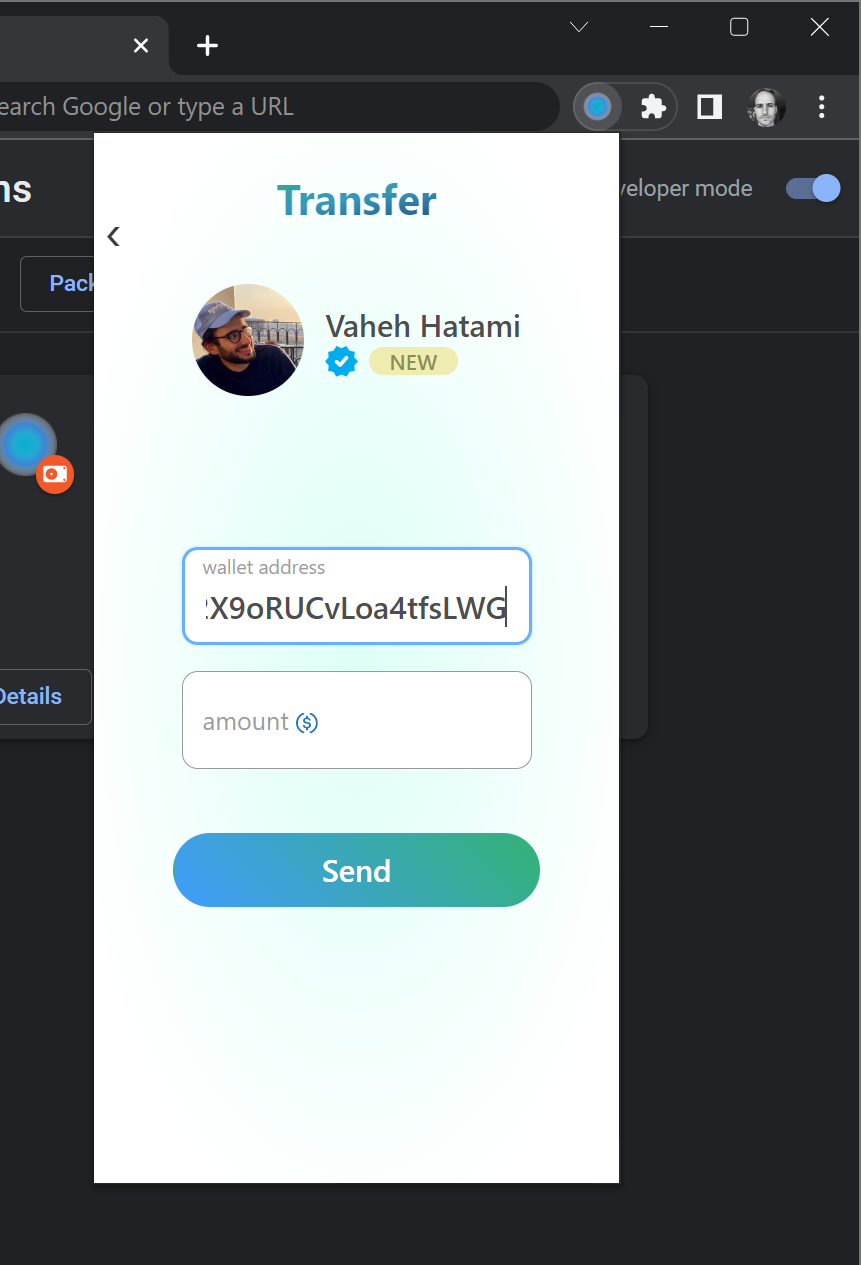 earch Google or type a URL
ns
veloper mode
Pack
Transfer
Vaheh Hatami
NEW
wallet address
X9oRUCvLoa4tfsLWG
amount
Details
Send